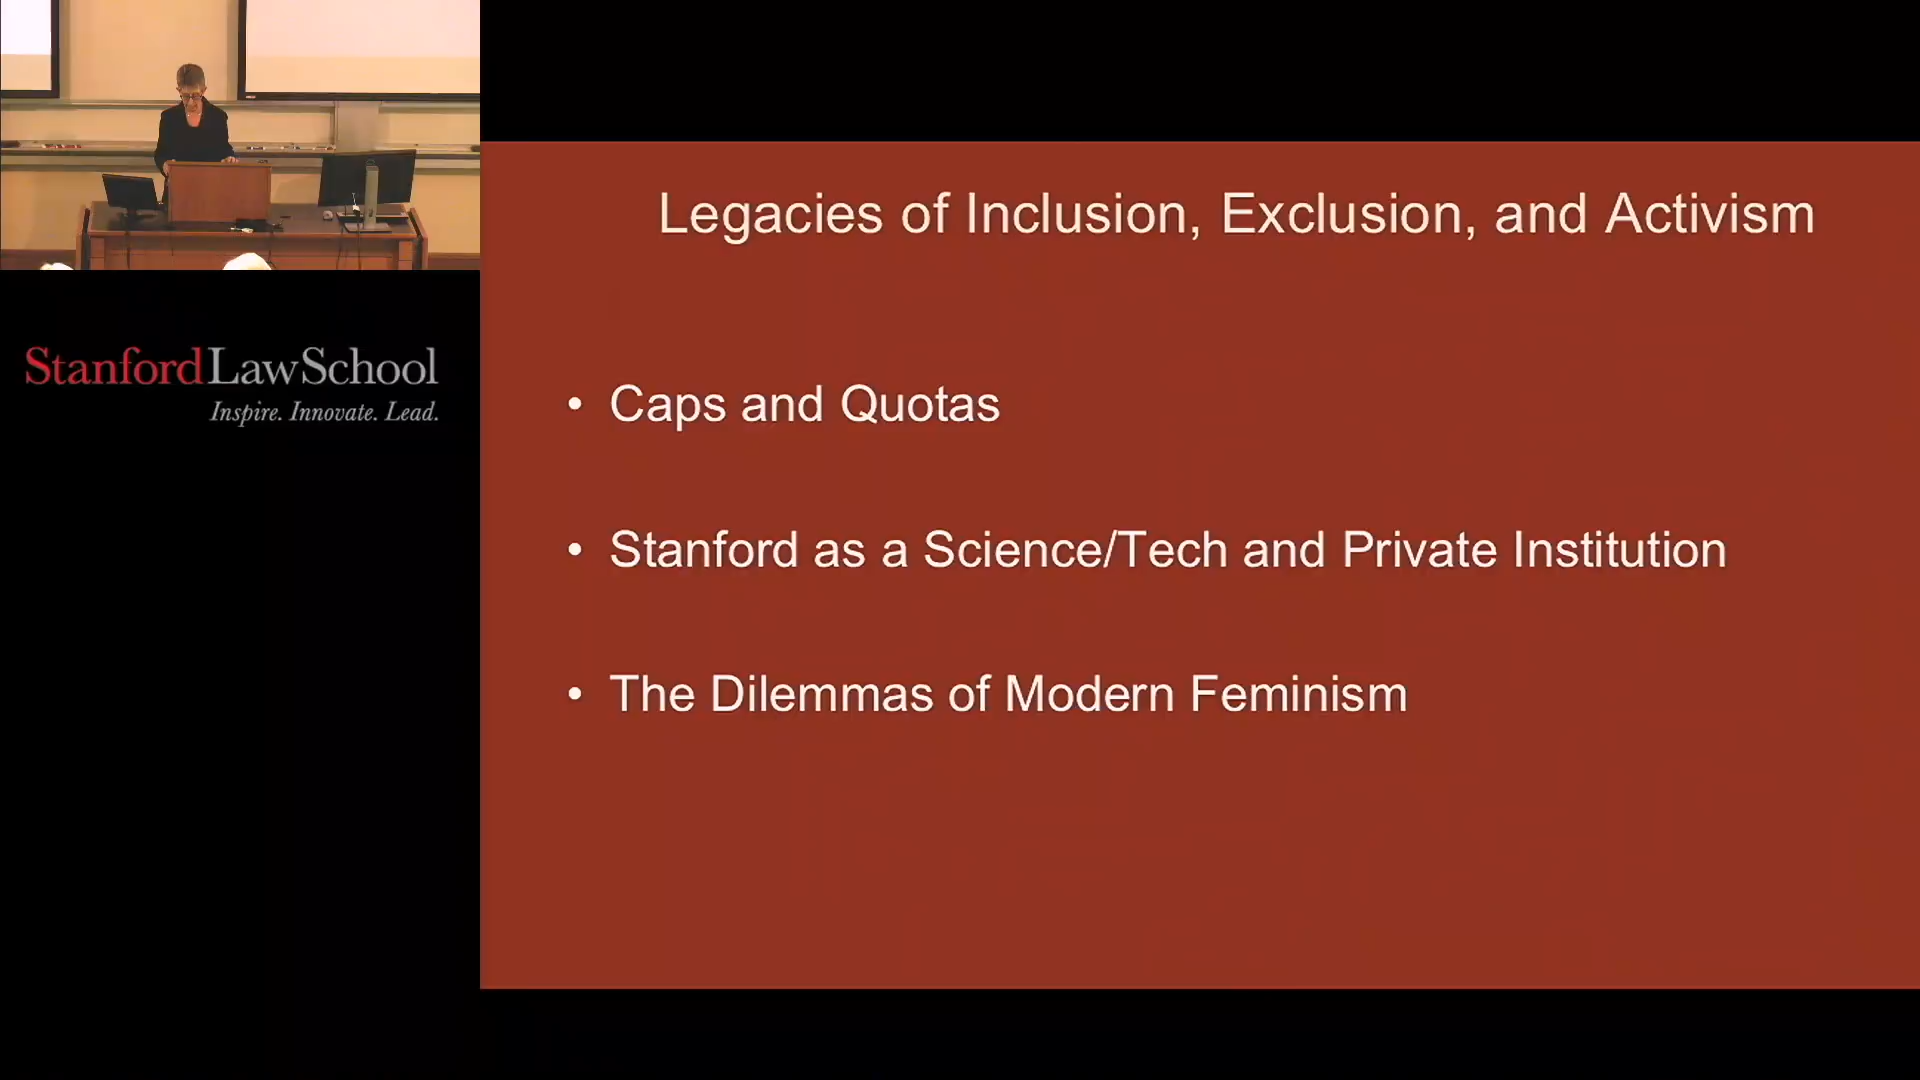 StanfordLawSchool
Inspire. Innovate. Lead.
Legacies of Inclusion, Exclusion, and Activism
• Caps and Quotas
• Stanford as a Science/Tech and Private Institution
• The Dilemmas of Modern Feminism